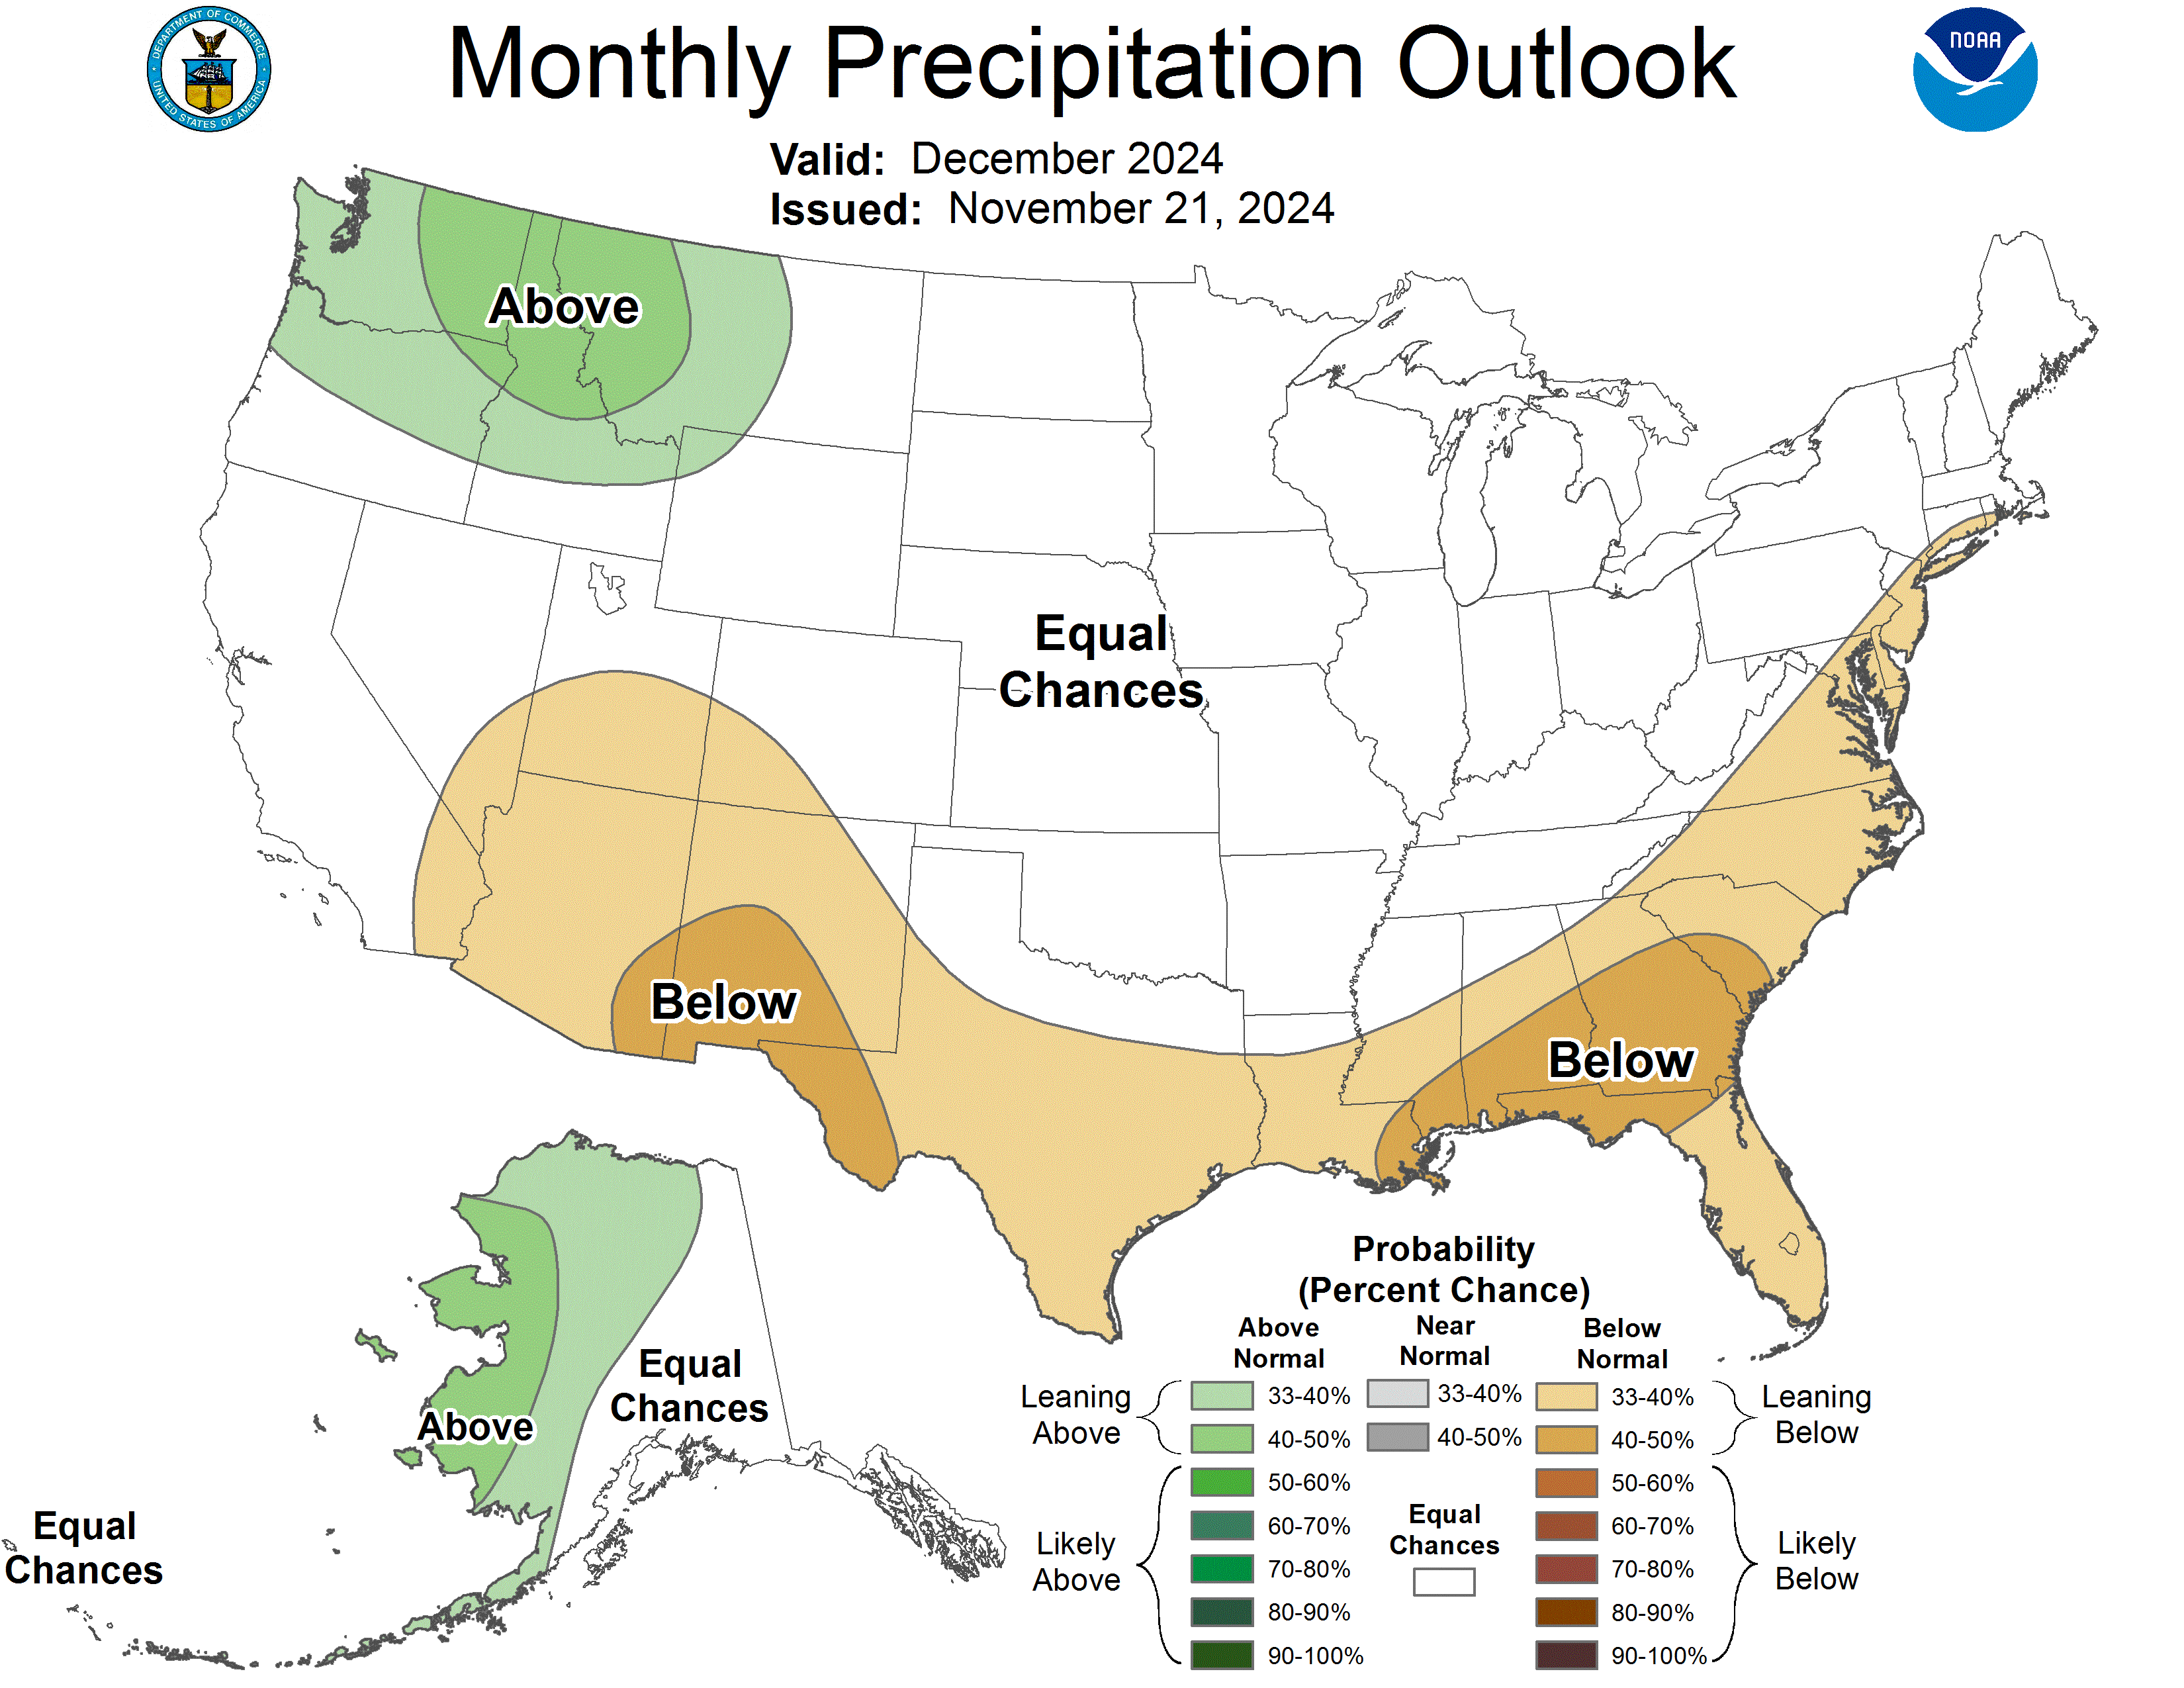 DEPARTMENT OF COMMERCE
UNITED STATES OF AMERICA
Monthly Precipitation Outlook
NOAA
Valid: December 2024
Issued: November 21, 2024
Above
Equal
Chances
Below
Below
Above
Equal
Chances
Equal
Chances
Probability
(Percent Chance)
Above
Normal
Near
Normal
Below
Normal
Leaning
Above
33-40%
40-50%
33-40%
40-50%
33-40%
40-50%
Leaning
Below
Likely
Above
50-60%
60-70%
70-80%
80-90%
90-100%
Equal
Chances
50-60%
60-70%
70-80%
80-90%
90-100%
Likely
Below